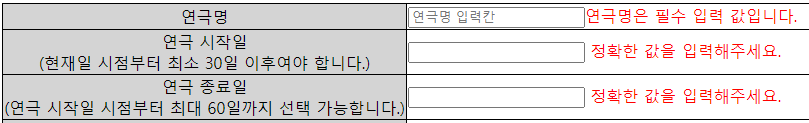 연극명 연극명 입력칸 연극명은 필수 입력 값입니다.
연극 시작일
(현재일 시점부터 최소 30일 이후여야 합니다.) 정확한 값을 입력해주세요.
연극 종료일
(연극 시작일 시점부터 최대 60일까지 선택 가능합니다.) 정확한 값을 입력해주세요.